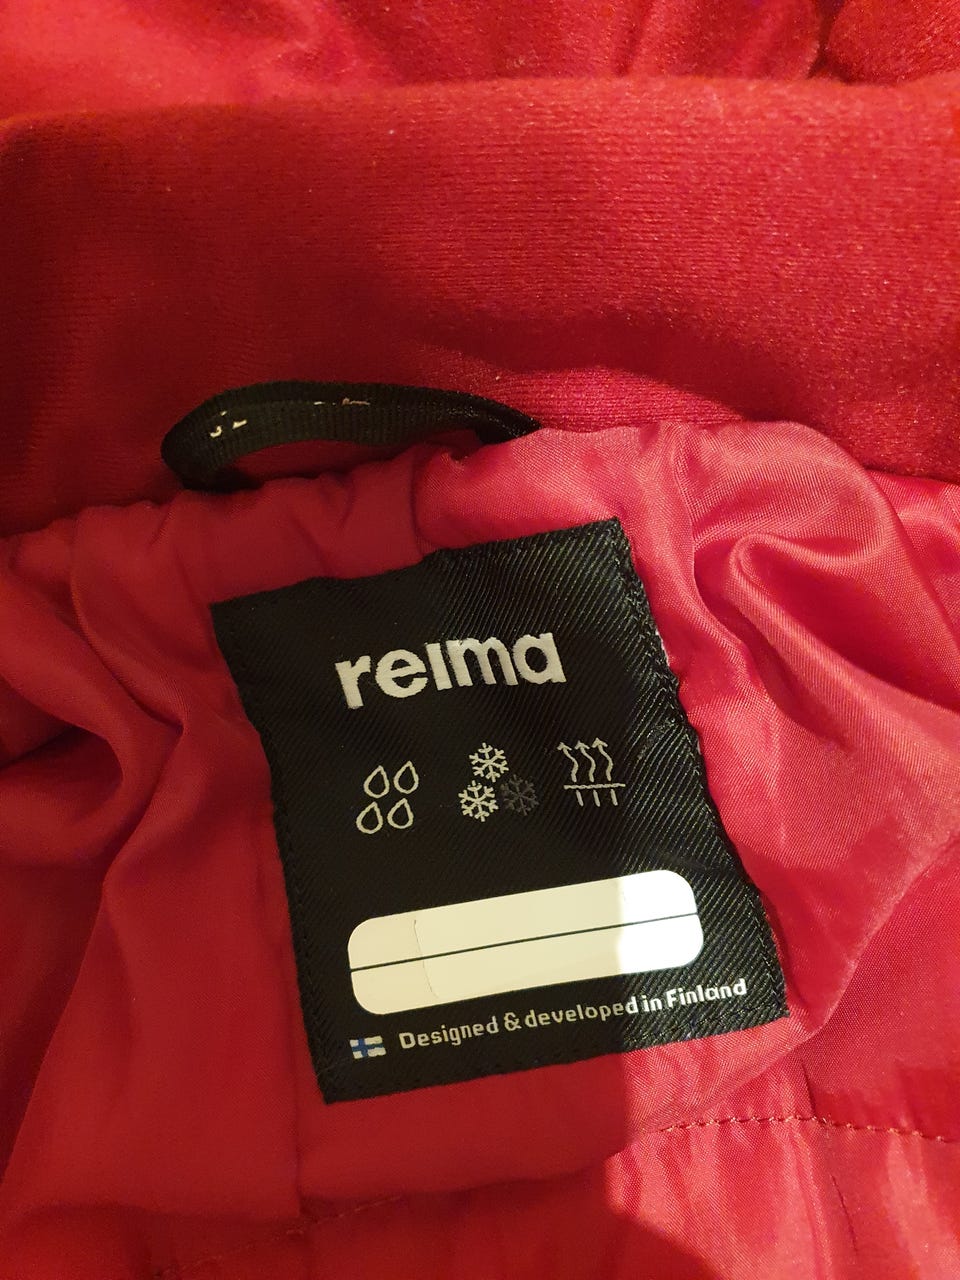 reima
Designed & developed in Finland